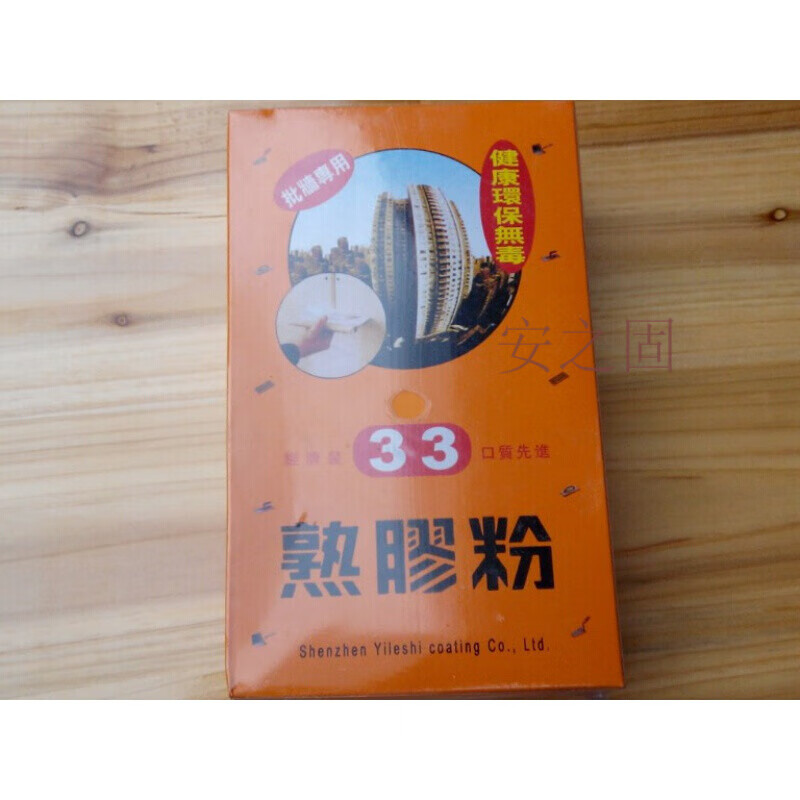 批牆專用
健康環保無毒
安之固
33
口質先進
熟膠粉
Shenzhen Yileshi coating Co., Ltd.